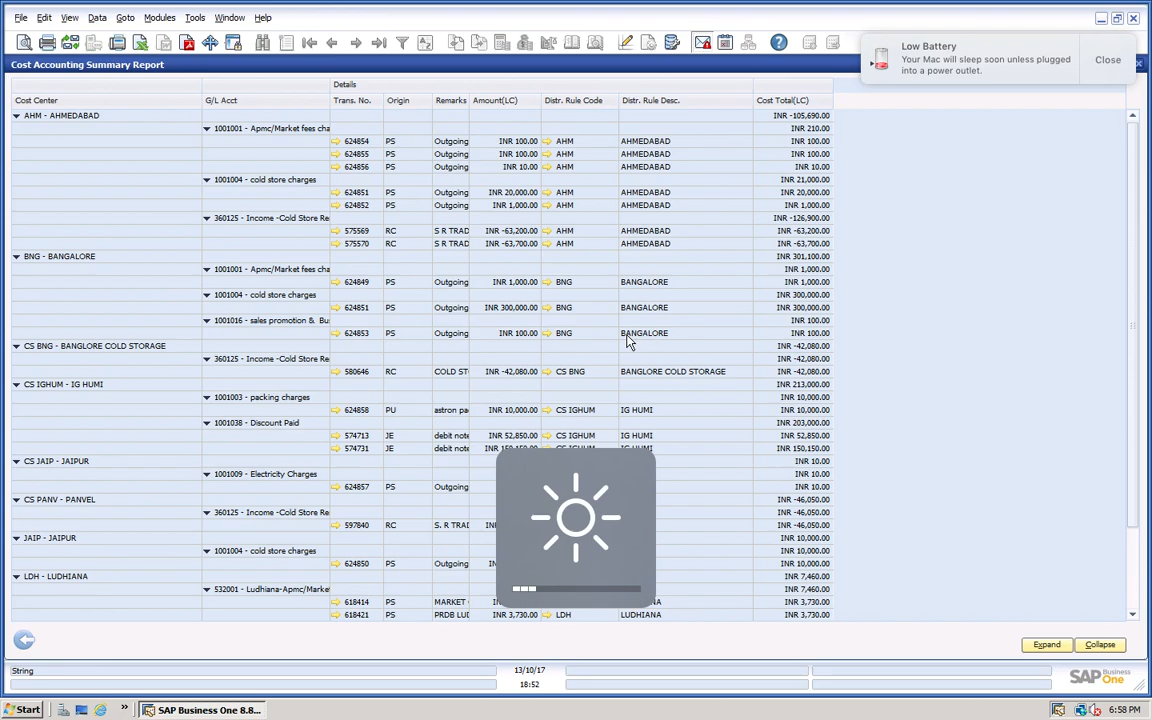 File Edit View Data Goto Modules Tools Window Help
Cost Accounting Summary Report
Low Battery
Your Mac will sleep soon unless plugged
into a power outlet.
Close
Details
Cost Center G/L Acct Trans. No. Origin Remarks Amount(LC) Distr. Rule Code Distr. Rule Desc. Cost Total(LC)
AHM - AHMEDABAD INR -105,690.00
1001001 - Apmc/Market fees cha INR 210.00
624854 PS Outgoing INR 100.00 AHM AHMEDABAD INR 100.00
624855 PS Outgoing INR 100.00 AHM AHMEDABAD INR 100.00
624856 PS Outgoing INR 10.00 AHM AHMEDABAD INR 10.00
1001004 - cold store charges INR 21,000.00
624851 PS Outgoing INR 20,000.00 AHM AHMEDABAD INR 20,000.00
624852 PS Outgoing INR 1,000.00 AHM AHMEDABAD INR 1,000.00
360125 - Income -Cold Store Re INR -126,900.00
575569 RC S R TRAD INR -63,200.00 AHM AHMEDABAD INR -63,200.00
575570 RC S R TRAD INR -63,700.00 AHM AHMEDABAD INR -63,700.00
BNG - BANGALORE INR 301,100.00
1001001 - Apmc/Market fees cha INR 1,000.00
624849 PS Outgoing INR 1,000.00 BNG BANGALORE INR 1,000.00
1001004 - cold store charges INR 300,000.00
624851 PS Outgoing INR 300,000.00 BNG BANGALORE INR 300,000.00
1001016 - sales promotion & Bu INR 100.00
624853 PS Outgoing INR 100.00 BNG BANGALORE INR 100.00
CS BNG - BANGLORE COLD STORAGE INR -42,080.00
360125 - Income -Cold Store Re INR -42,080.00
580646 RC COLD ST INR -42,080.00 CS BNG BANGLORE COLD STORAGE INR -42,080.00
CS IGHUM - IG HUMI INR 213,000.00
1001003 - packing charges INR 10,000.00
624858 PU astron pa INR 10,000.00 CS IGHUM IG HUMI INR 10,000.00
1001038 - Discount Paid INR 203,000.00
574713 JE debit note INR 52,850.00 CS IGHUM IG HUMI INR 52,850.00
574731 JE debit note INR 150,150.00 CS IGHUM IG HUMI INR 150,150.00
CS JAIP - JAIPUR INR 10.00
1001009 - Electricity Charges INR 10.00
624857 PS Outgoing INR 10.00
CS PANV - PANVEL INR -46,050.00
360125 - Income -Cold Store Re INR -46,050.00
597840 RC S. R TRAD INR -46,050.00
JAIP - JAIPUR INR 10,000.00
1001004 - cold store charges INR 10,000.00
624850 PS Outgoing INR 10,000.00
LDH - LUDHIANA INR 7,460.00
532001 - Ludhiana-Apmc/Market INR 7,460.00
618414 PS MARKET INR 3,730.00
618421 PS PRDB LUD INR 3,730.00 LDH LUDHIANA INR 3,730.00
Expand Collapse
String 13/10/17
18:52
SAP Business One
Start SAP Business One 8.8... 6:58 PM